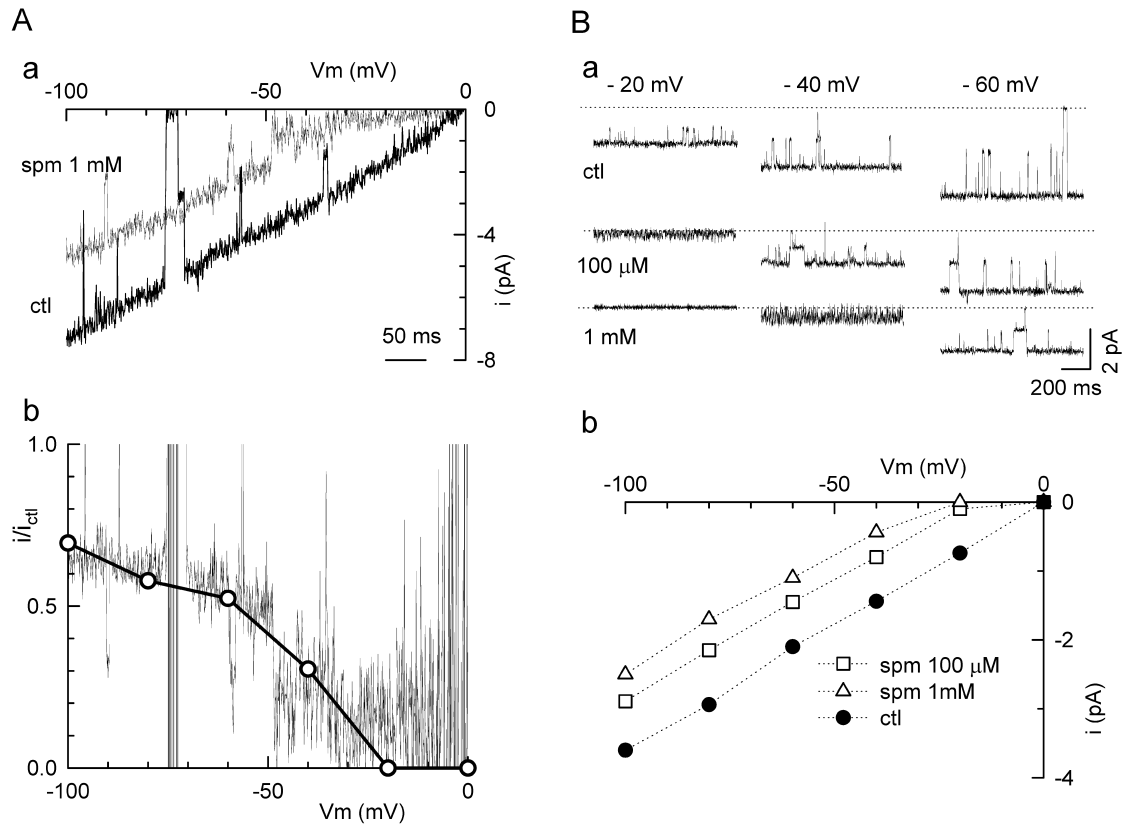 A
a
Vm (mV)
-100
-50
0
0
spm 1 mM
-4
i (pA)
ctl
50 ms
-8
b
1.0
i/ictl
0.5
0.0
-100
-50
0
Vm (mV)
B
a
- 20 mV
- 40 mV
- 60 mV
ctl
100 µM
1 mM
2 pA
200 ms
b
Vm (mV)
-100
-50
0
0
-2
spm 100 µM
spm 1mM
ctl
i (pA)
-4